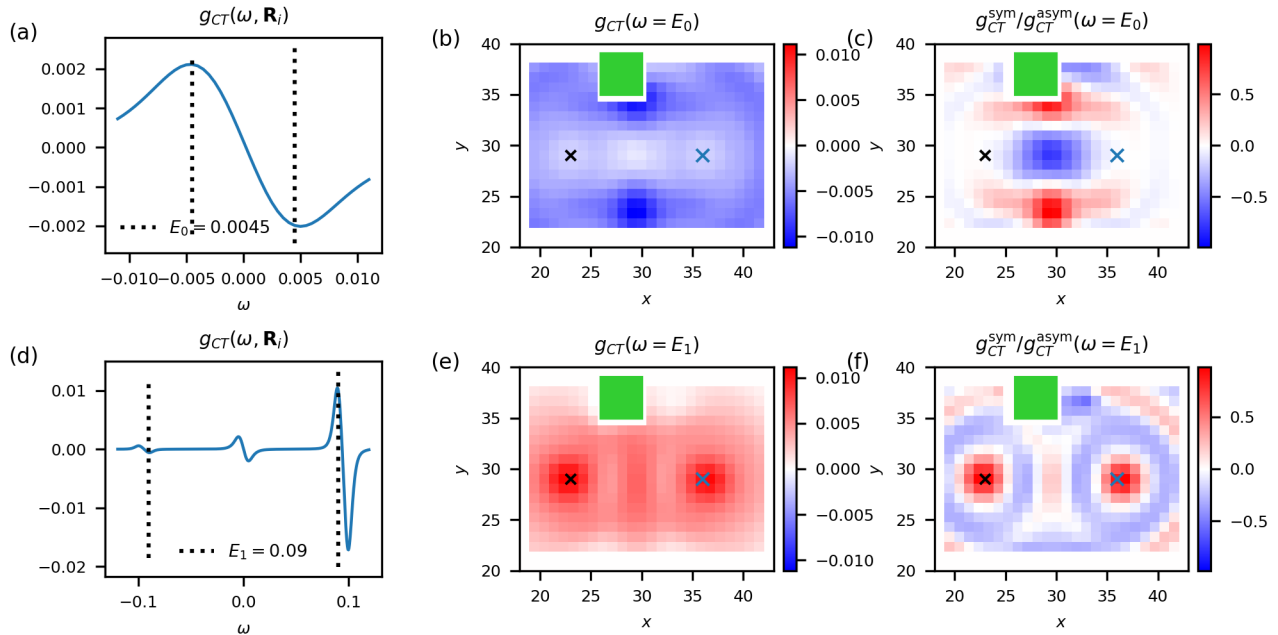 (a)
g_CT(ω, R_i)
0.002
0.001
0.000
−0.001
−0.002
E_0 = 0.0045
−0.010 −0.005 0.000 0.005 0.010
ω
(b)
g_CT(ω = E_0)
40
35
30
25
20
y
20 25 30 35 40
x
0.010
0.005
0.000
−0.005
−0.010
(c)
g_CT^sym/g_CT^asym(ω = E_0)
40
35
30
25
20
y
20 25 30 35 40
x
0.5
0.0
−0.5
(d)
g_CT(ω, R_i)
0.01
0.00
−0.01
−0.02
E_1 = 0.09
−0.1 0.0 0.1
ω
(e)
g_CT(ω = E_1)
40
35
30
25
20
y
20 25 30 35 40
x
0.010
0.005
0.000
−0.005
−0.010
(f)
g_CT^sym/g_CT^asym(ω = E_1)
40
35
30
25
20
y
20 25 30 35 40
x
0.5
0.0
−0.5